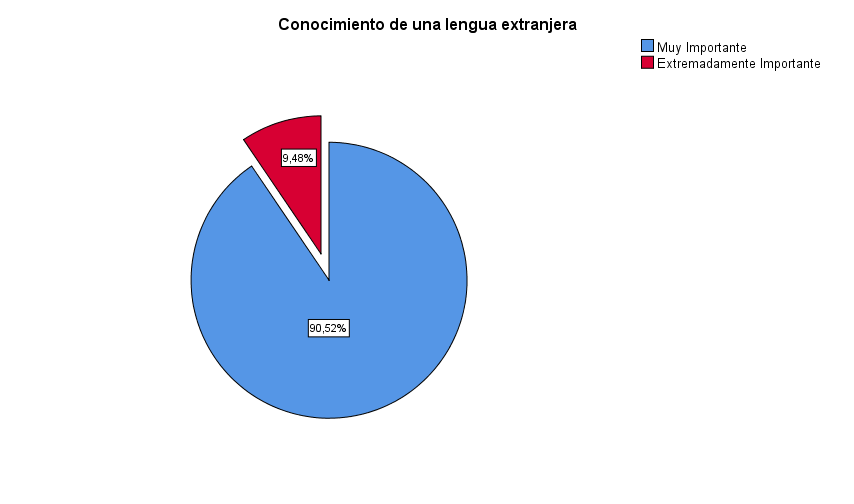 Conocimiento de una lengua extranjera
Muy Importante
Extremadamente Importante
9,48%
90,52%